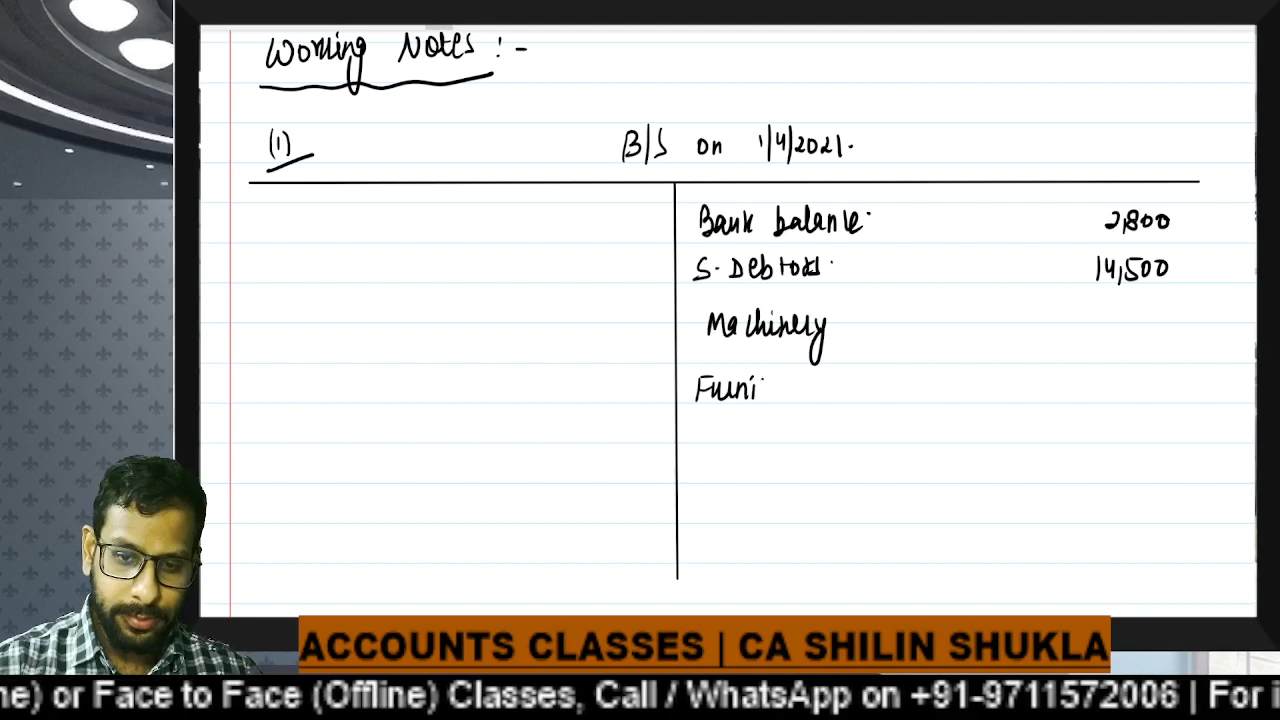 Working Notes :-
(1) B/S on 1/4/2021.
Bank balance 2,800
S. Debtors 14,500
Machinery
Furni
ACCOUNTS CLASSES | CA SHILIN SHUKLA
ne) or Face to Face (Offline) Classes, Call / WhatsApp on +91-9711572006 | For i